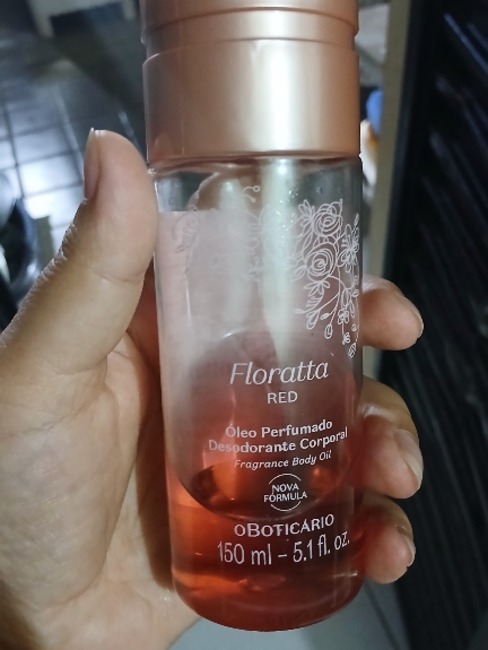 Floratta
RED
Óleo Perfumado
Desodorante Corporal
Fragrance Body Oil
NOVA
FÓRMULA
oBOTICÁRIO
150 ml – 5.1 fl. oz.